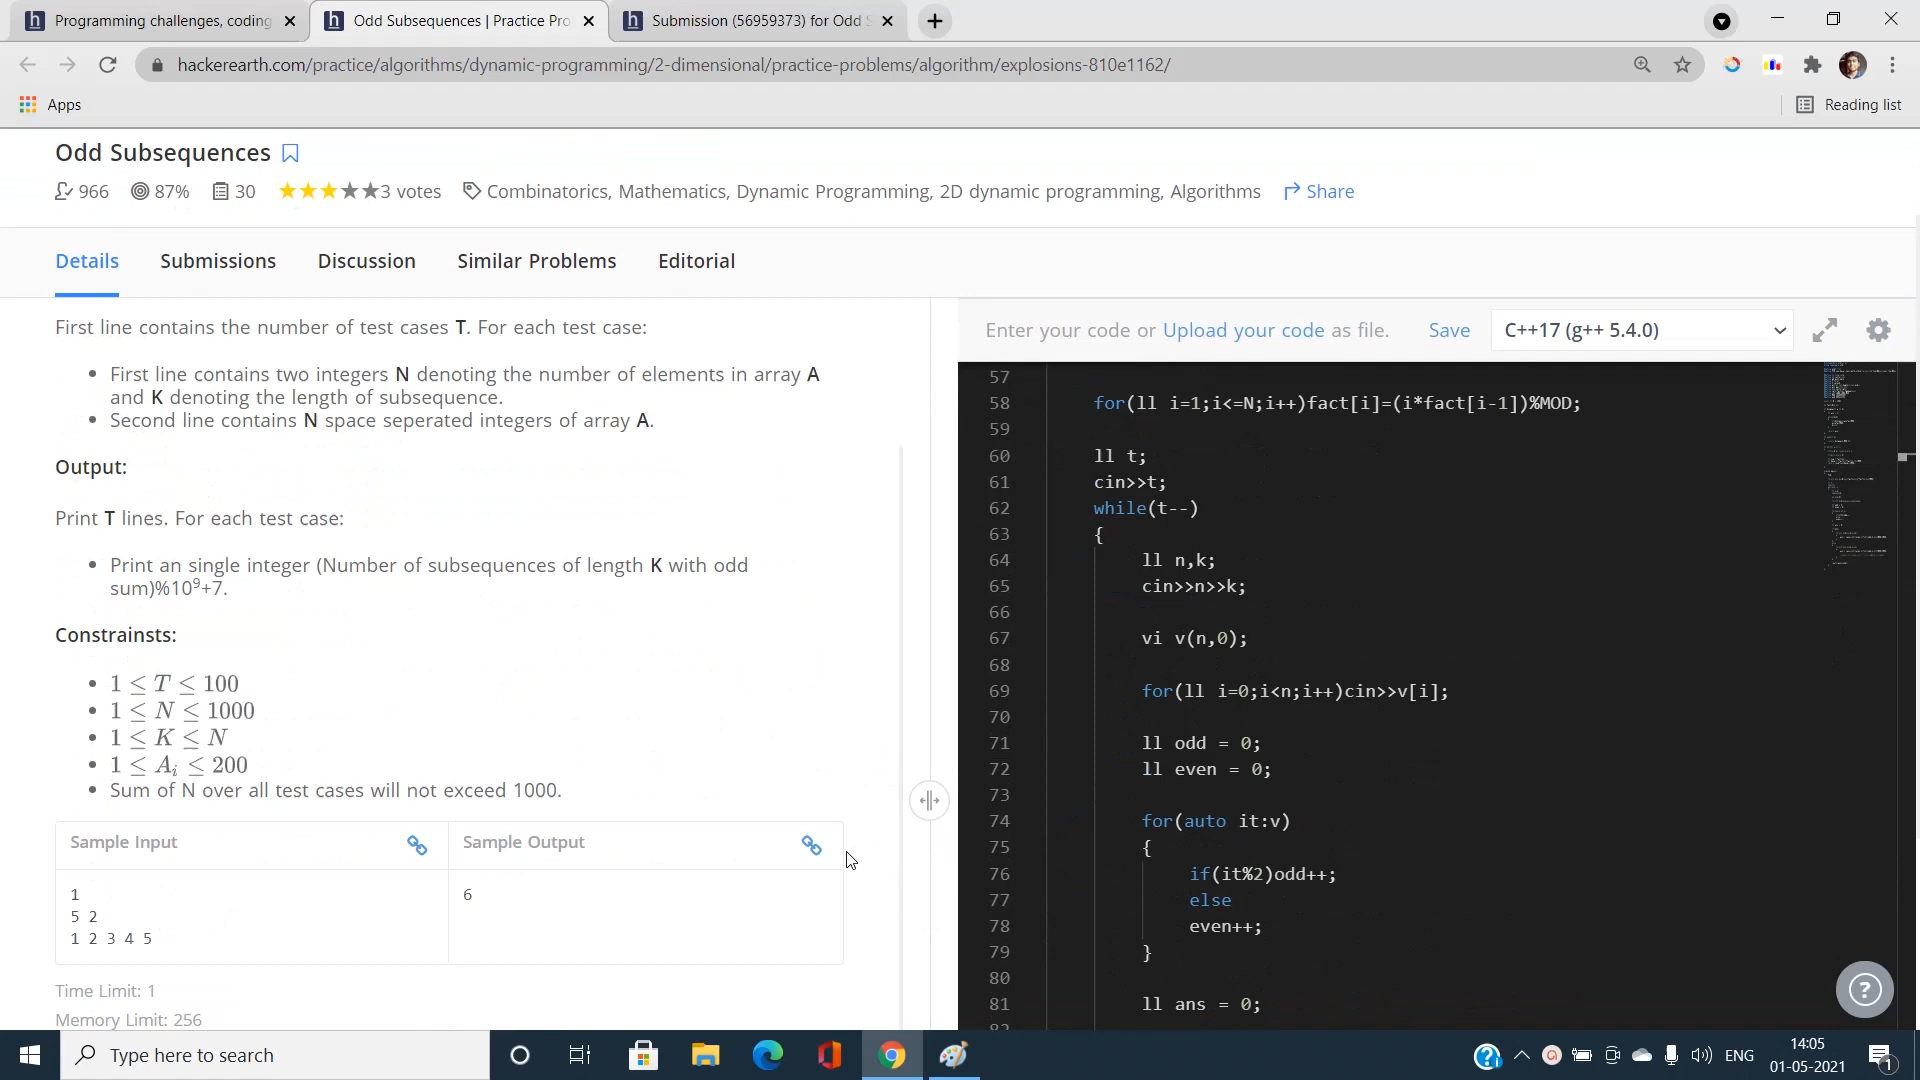 Programming challenges, coding
Odd Subsequences | Practice Pro
Submission (56959373) for Odd S
hackerearth.com/practice/algorithms/dynamic-programming/2-dimensional/practice-problems/algorithm/explosions-810e1162/
Apps
Reading list
Odd Subsequences
966
87%
30
3 votes
Combinatorics, Mathematics, Dynamic Programming, 2D dynamic programming, Algorithms
Share
Details
Submissions
Discussion
Similar Problems
Editorial
First line contains the number of test cases T. For each test case:
First line contains two integers N denoting the number of elements in array A
and K denoting the length of subsequence.
Second line contains N space seperated integers of array A.
Output:
Print T lines. For each test case:
Print an single integer (Number of subsequences of length K with odd
sum)%10⁹+7.
Constrainsts:
1 ≤ T ≤ 100
1 ≤ N ≤ 1000
1 ≤ K ≤ N
1 ≤ Aᵢ ≤ 200
Sum of N over all test cases will not exceed 1000.
Sample Input
Sample Output
1
5 2
1 2 3 4 5
6
Time Limit: 1
Memory Limit: 256
Enter your code or Upload your code as file.
Save
C++17 (g++ 5.4.0)
57
58 for(ll i=1;i<=N;i++)fact[i]=(i*fact[i-1])%MOD;
59
60 ll t;
61 cin>>t;
62 while(t--)
63 {
64 ll n,k;
65 cin>>n>>k;
66
67 vi v(n,0);
68
69 for(ll i=0;i<n;i++)cin>>v[i];
70
71 ll odd = 0;
72 ll even = 0;
73
74 for(auto it:v)
75 {
76 if(it%2)odd++;
77 else
78 even++;
79 }
80
81 ll ans = 0;
82
Type here to search
ENG
14:05
01-05-2021
1